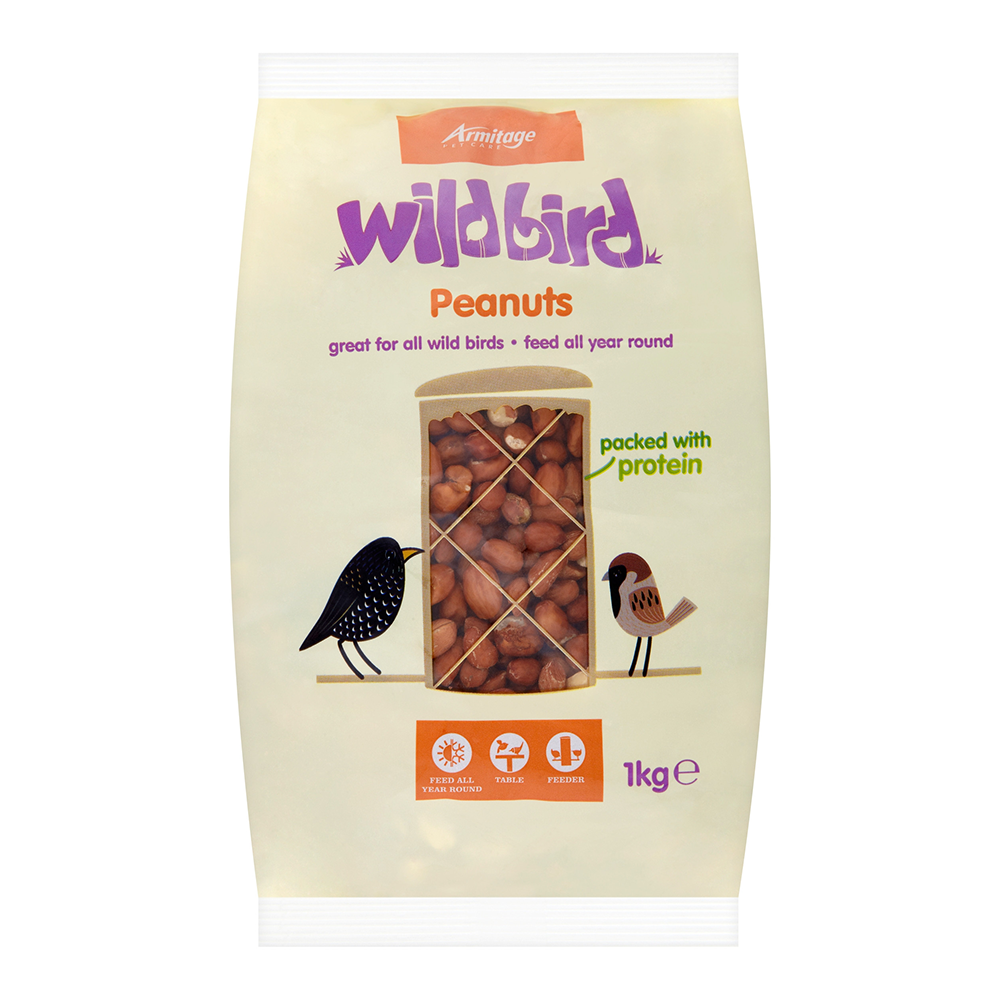 Armitage
PET CARE
wildbird
Peanuts
great for all wild birds • feed all year round
packed with
protein
FEED ALL
YEAR ROUND
TABLE
FEEDER
1kg ℮